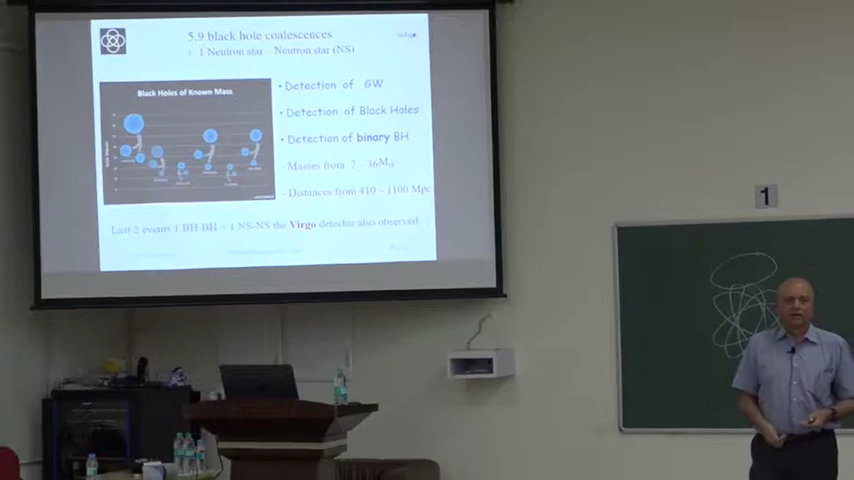 5.9 black hole coalescences
+ 1 Neutron star – Neutron star (NS)
Black Holes of Known Mass
• Detection of GW
• Detection of Black Holes
• Detection of binary BH
- Masses from 7 – 36M☉
- Distances from 410 – 1100 Mpc
Last 2 events 1 BH-BH + 1 NS-NS the Virgo detector also observed
1